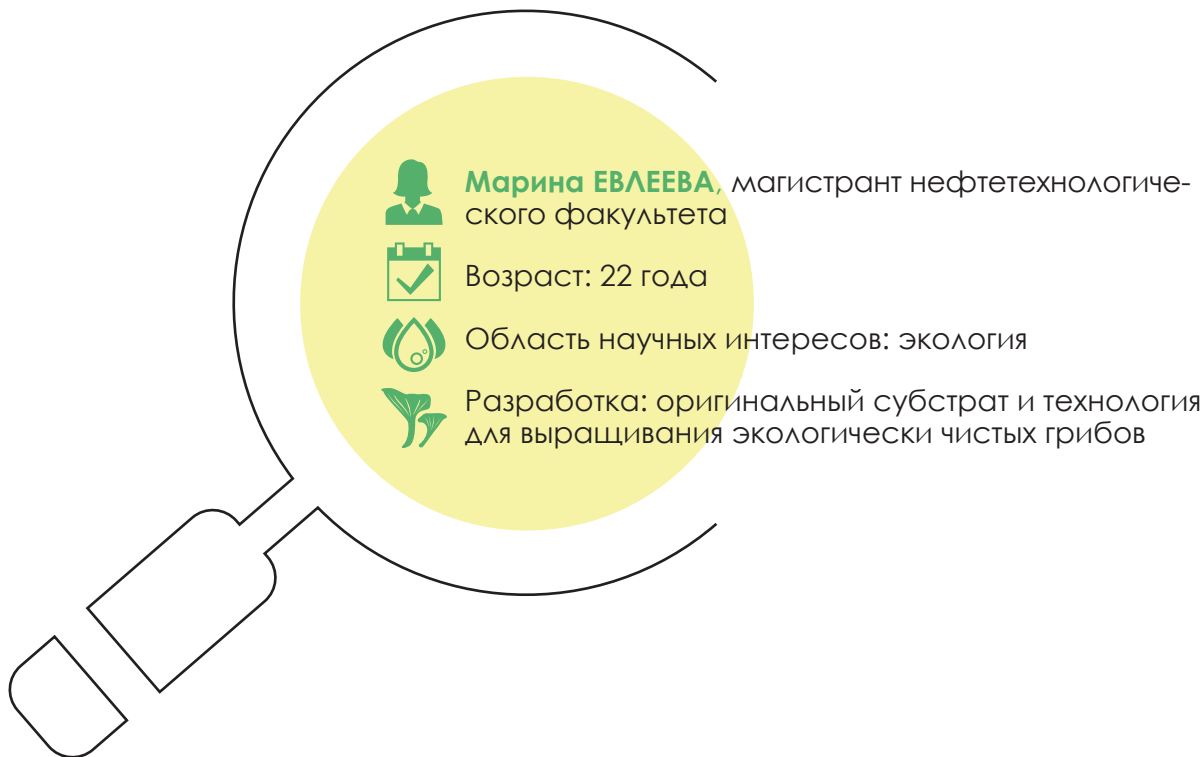 Марина ЕВЛЕЕВА, магистрант нефтетехнологиче-
ского факультета
Возраст: 22 года
Область научных интересов: экология
Разработка: оригинальный субстрат и технология
для выращивания экологически чистых грибов